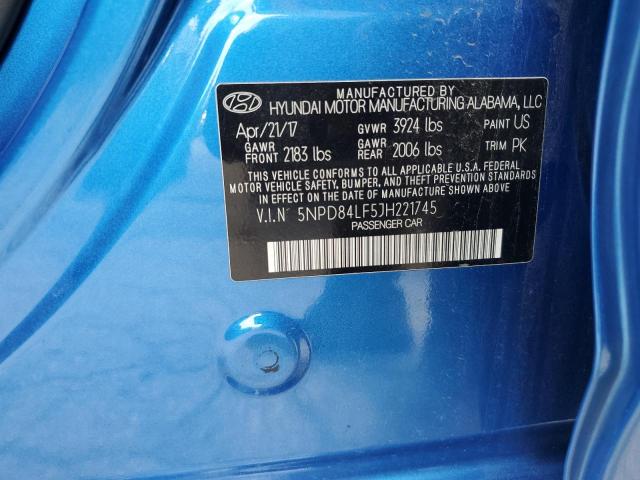 MANUFACTURED BY
HYUNDAI MOTOR MANUFACTURING ALABAMA, LLC
Apr/21/17 GVWR 3924 lbs PAINT US
GAWR FRONT 2183 lbs GAWR REAR 2006 lbs TRIM PK
THIS VEHICLE CONFORMS TO ALL APPLICABLE U.S.A. FEDERAL
MOTOR VEHICLE SAFETY, BUMPER, AND THEFT PREVENTION STANDARDS
IN EFFECT ON THE DATE OF MANUFACTURE SHOWN ABOVE.
V.I.N 5NPD84LF5JH221745
PASSENGER CAR